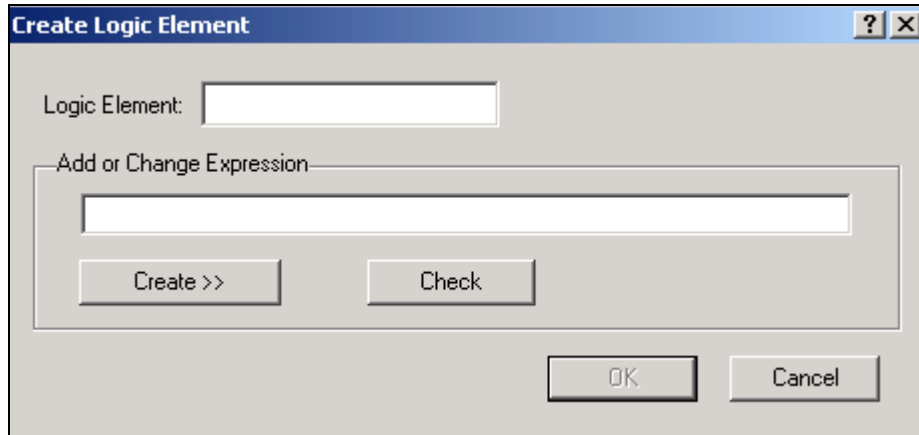 Create Logic Element
Logic Element:
Add or Change Expression
Create >>
Check
OK
Cancel